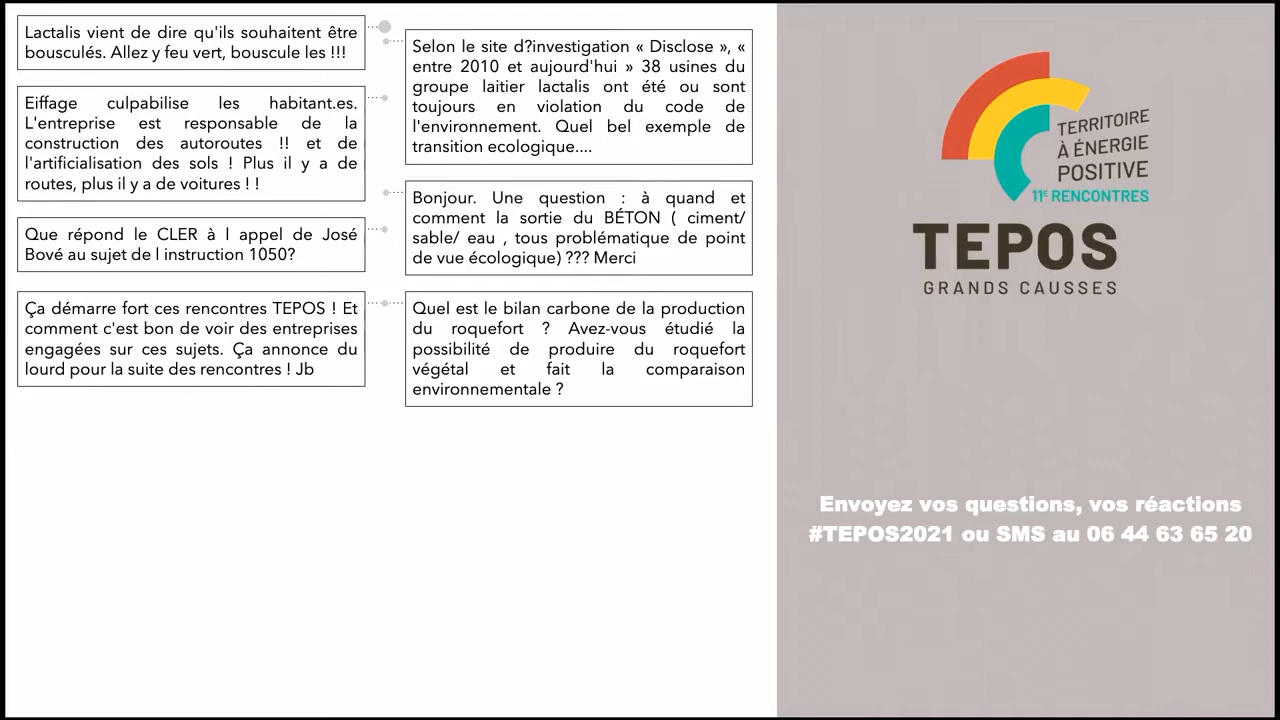 Lactalis vient de dire qu'ils souhaitent être
bousculés. Allez y feu vert, bouscule les !!!
Selon le site d?investigation « Disclose », «
entre 2010 et aujourd'hui » 38 usines du
groupe laitier lactalis ont été ou sont
toujours en violation du code de
l'environnement. Quel bel exemple de
transition ecologique....
Eiffage culpabilise les habitant.es.
L'entreprise est responsable de la
construction des autoroutes !! et de
l'artificialisation des sols ! Plus il y a de
routes, plus il y a de voitures ! !
Bonjour. Une question : à quand et
comment la sortie du BÉTON ( ciment/
sable/ eau , tous problématique de point
de vue écologique) ??? Merci
Que répond le CLER à l appel de José
Bové au sujet de l instruction 1050?
Ça démarre fort ces rencontres TEPOS ! Et
comment c'est bon de voir des entreprises
engagées sur ces sujets. Ça annonce du
lourd pour la suite des rencontres ! Jb
Quel est le bilan carbone de la production
du roquefort ? Avez-vous étudié la
possibilité de produire du roquefort
végétal et fait la comparaison
environnementale ?
TERRITOIRE
À ÉNERGIE
POSITIVE
11E RENCONTRES
TEPOS
GRANDS CAUSSES
Envoyez vos questions, vos réactions
#TEPOS2021 ou SMS au 06 44 63 65 20